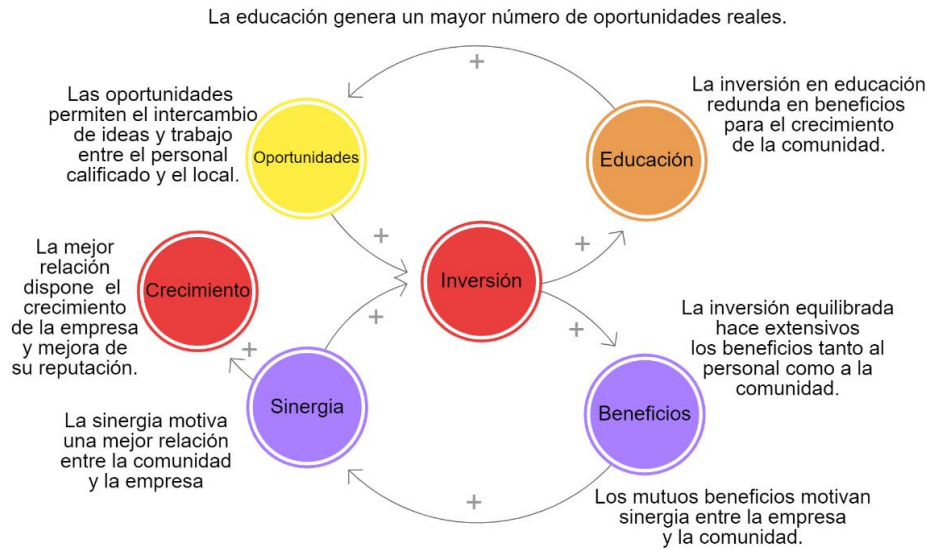 La educación genera un mayor número de oportunidades reales.
+
Las oportunidades
permiten el intercambio
de ideas y trabajo
entre el personal
calificado y el local.
Oportunidades
Educación
La inversión en educación
redunda en beneficios
para el crecimiento
de la comunidad.
+
+
La mejor
relación
dispone el
crecimiento
de la empresa
y mejora de
su reputación.
Crecimiento
Inversión
+
+
+
La inversión equilibrada
hace extensivos
los beneficios tanto al
personal como a la
comunidad.
Sinergia
Beneficios
La sinergia motiva
una mejor relación
entre la comunidad
y la empresa
+
Los mutuos beneficios motivan
sinergia entre la empresa
y la comunidad.